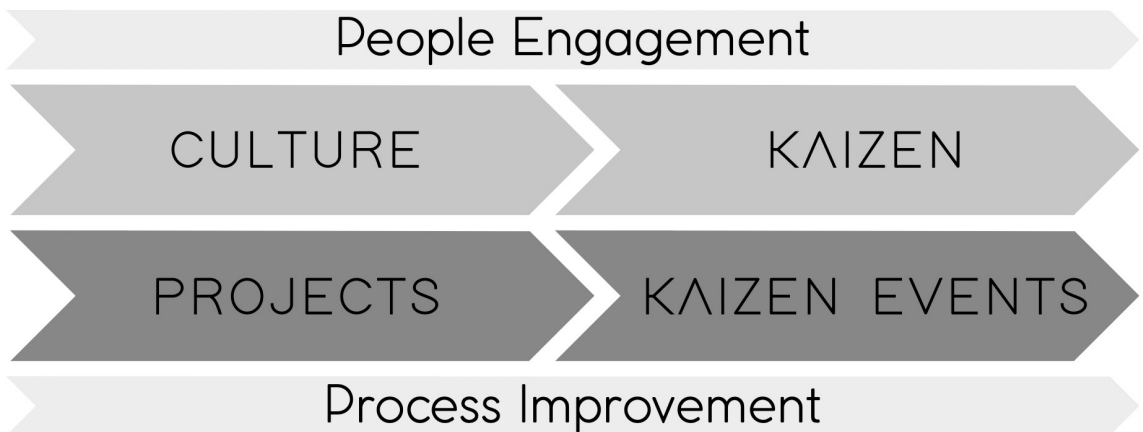 People Engagement
CULTURE KAIZEN
PROJECTS KAIZEN EVENTS
Process Improvement